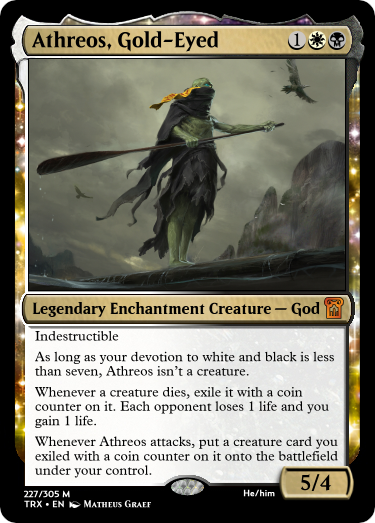 Athreos, Gold-Eyed 1
Legendary Enchantment Creature — God
Indestructible
As long as your devotion to white and black is less
than seven, Athreos isn't a creature.
Whenever a creature dies, exile it with a coin
counter on it. Each opponent loses 1 life and you
gain 1 life.
Whenever Athreos attacks, put a creature card you
exiled with a coin counter on it onto the battlefield
under your control.
5/4
227/305 M
He/him
TRX • EN Matheus Graef